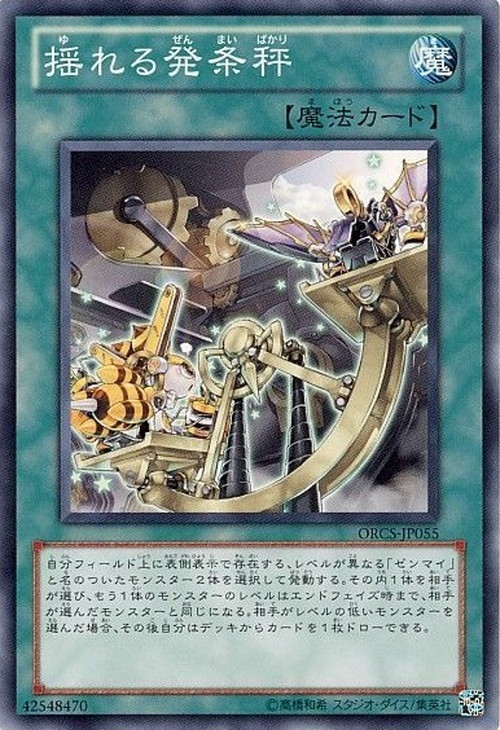 揺れる発条秤
魔
【魔法カード】
ORCS-JP055
自分フィールド上に表側表示で存在する、レベルが異なる「ゼンマイ」
と名のついたモンスター２体を選択して発動する。その内１体を相手
が選び、もう１体のモンスターのレベルはエンドフェイズ時まで、相手
が選んだモンスターと同じになる。相手がレベルの低いモンスターを
選んだ場合、その後自分はデッキからカードを１枚ドローできる。
42548470
©高橋和希 スタジオ・ダイス/集英社